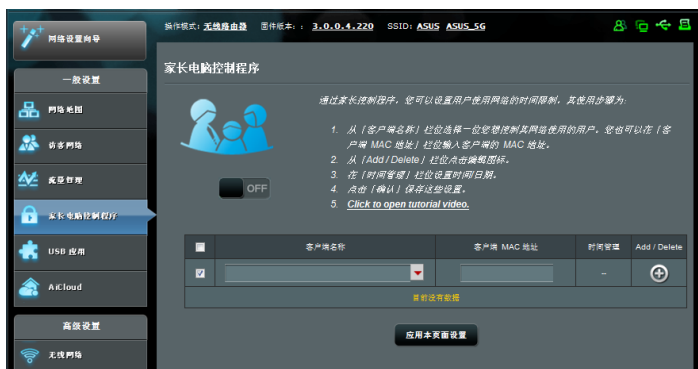 操作模式: 无线路由器 固件版本: : 3.0.0.4.220 SSID: ASUS ASUS_5G
网络设置向导
一般设置
网络地图
访客网络
流量管理
家长电脑控制程序
USB 应用
AiCloud
高级设置
无线网络
家长电脑控制程序
通过家长控制程序，您可以设置用户使用网络的时间限制，其使用步骤为:
1. 从「客户端名称」栏位选择一位您想控制其网络使用的用户。您也可以在「客
户端 MAC 地址」栏位输入客户端的 MAC 地址。
2. 从「Add / Delete」栏位点击编辑图标。
3. 在「时间管理」栏位设置时间/日期。
4. 点击「确认」保存这些设置。
5. Click to open tutorial video.
OFF
客户端名称 客户端 MAC 地址 时间管理 Add / Delete
–
目前没有数据
应用本页面设置